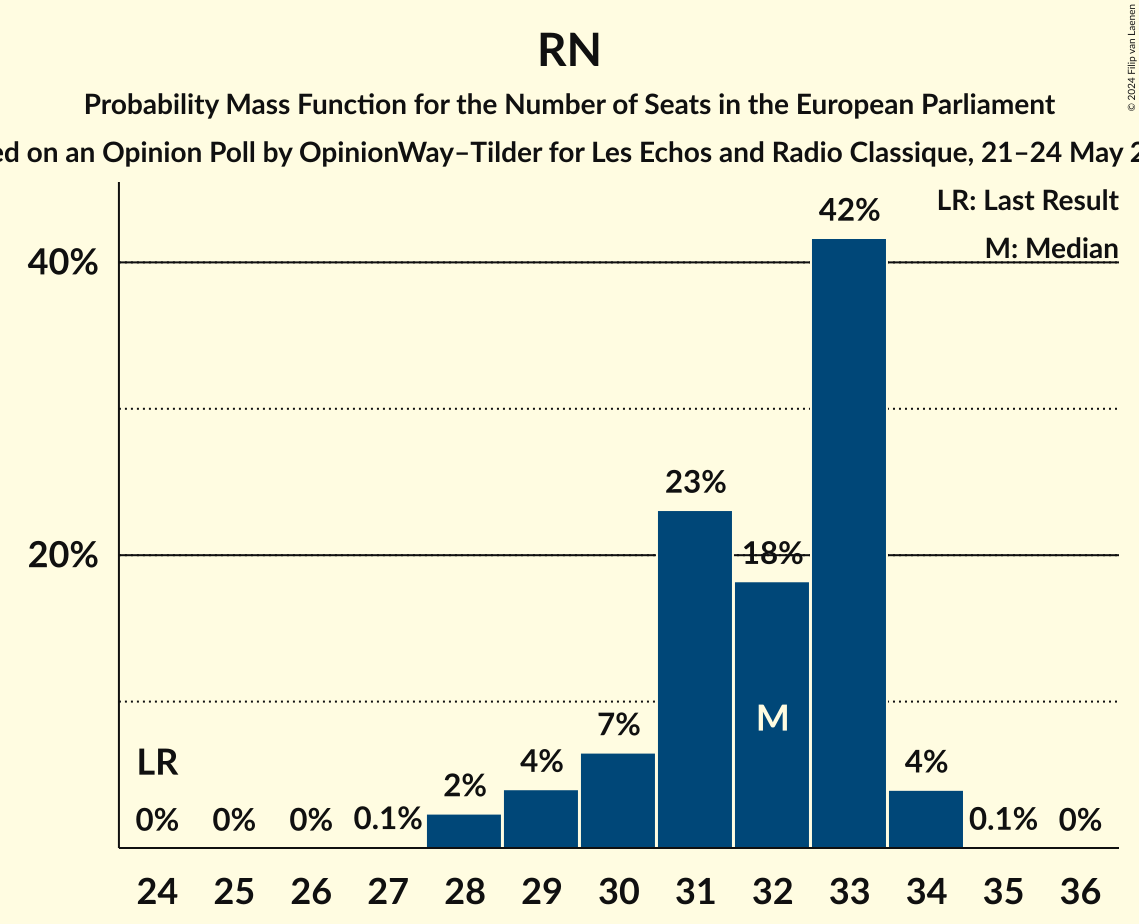 RN
Probability Mass Function for the Number of Seats in the European Parliament
on an Opinion Poll by OpinionWay–Tilder for Les Echos and Radio Classique, 21–24 May
© 2024 Filip van Laenen
LR: Last Result
M: Median
40%
20%
42%
23%
18%
M
7%
4%
2%
4%
LR
0% 0% 0% 0.1% 0.1% 0%
24 25 26 27 28 29 30 31 32 33 34 35 36